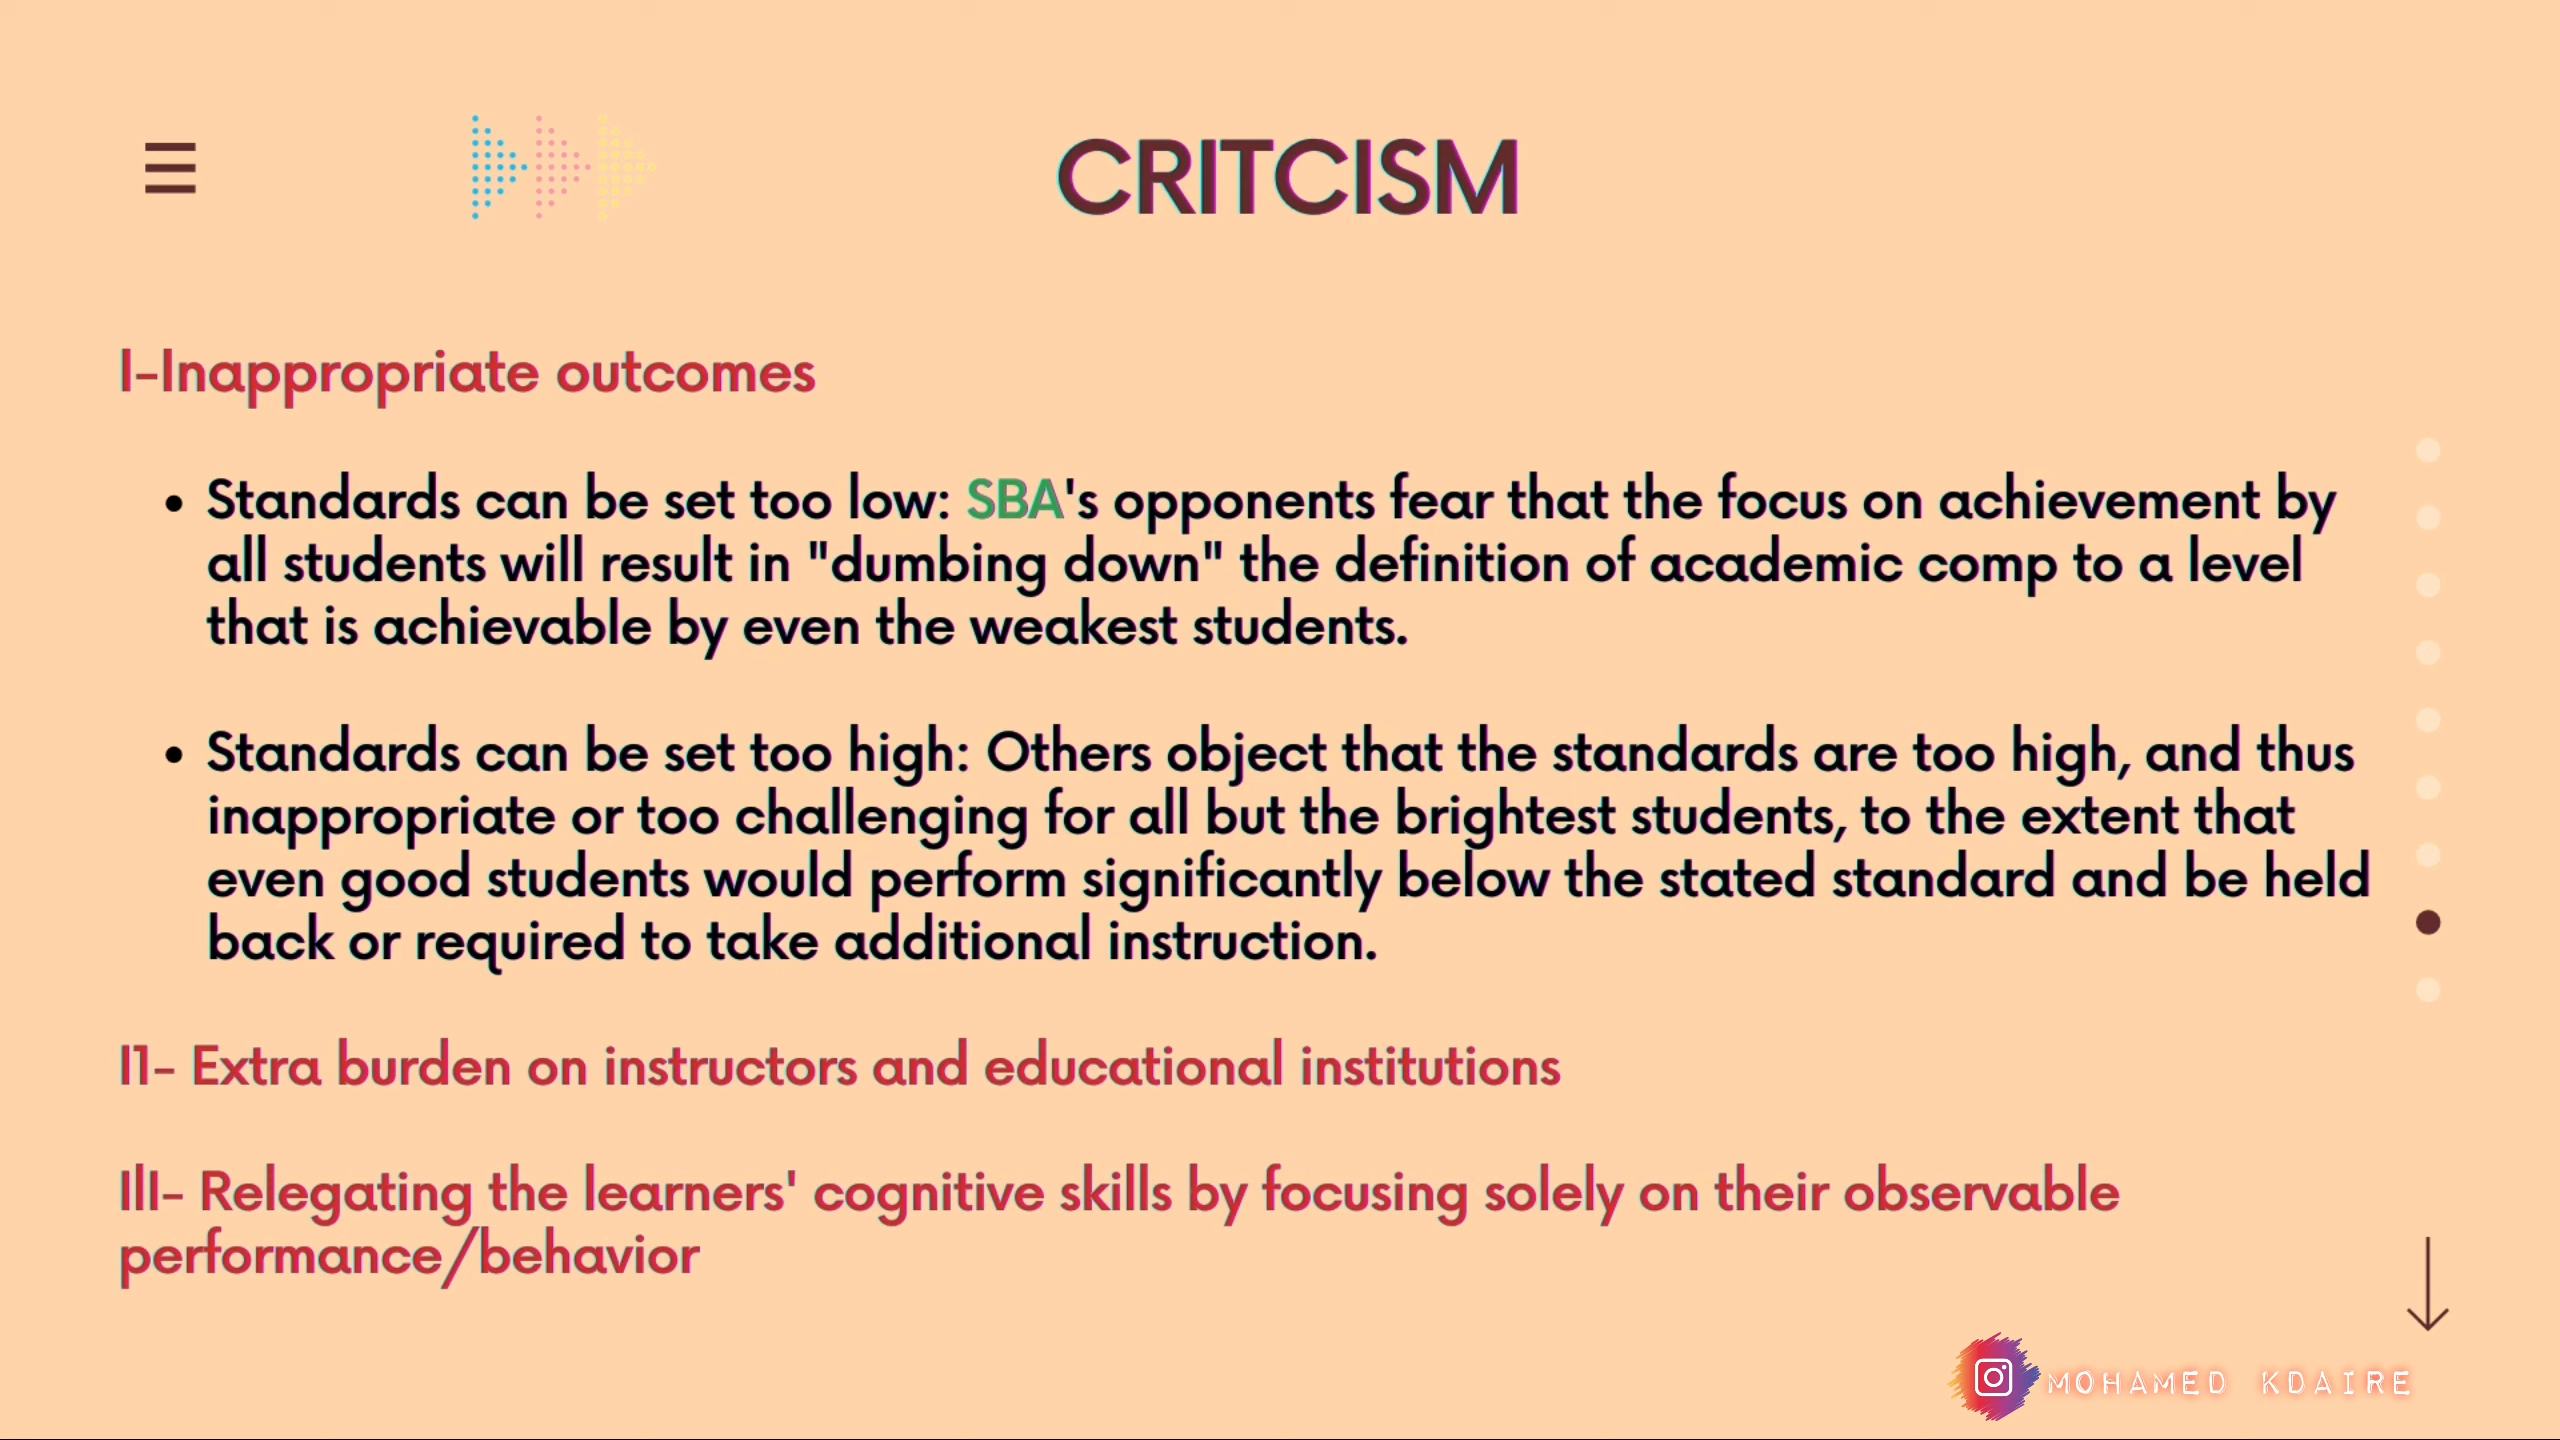 CRITCISM
I-Inappropriate outcomes
• Standards can be set too low: SBA's opponents fear that the focus on achievement by
all students will result in "dumbing down" the definition of academic comp to a level
that is achievable by even the weakest students.
• Standards can be set too high: Others object that the standards are too high, and thus
inappropriate or too challenging for all but the brightest students, to the extent that
even good students would perform significantly below the stated standard and be held
back or required to take additional instruction.
I1- Extra burden on instructors and educational institutions
IlI- Relegating the learners' cognitive skills by focusing solely on their observable
performance/behavior
MOHAMED KDAIRE